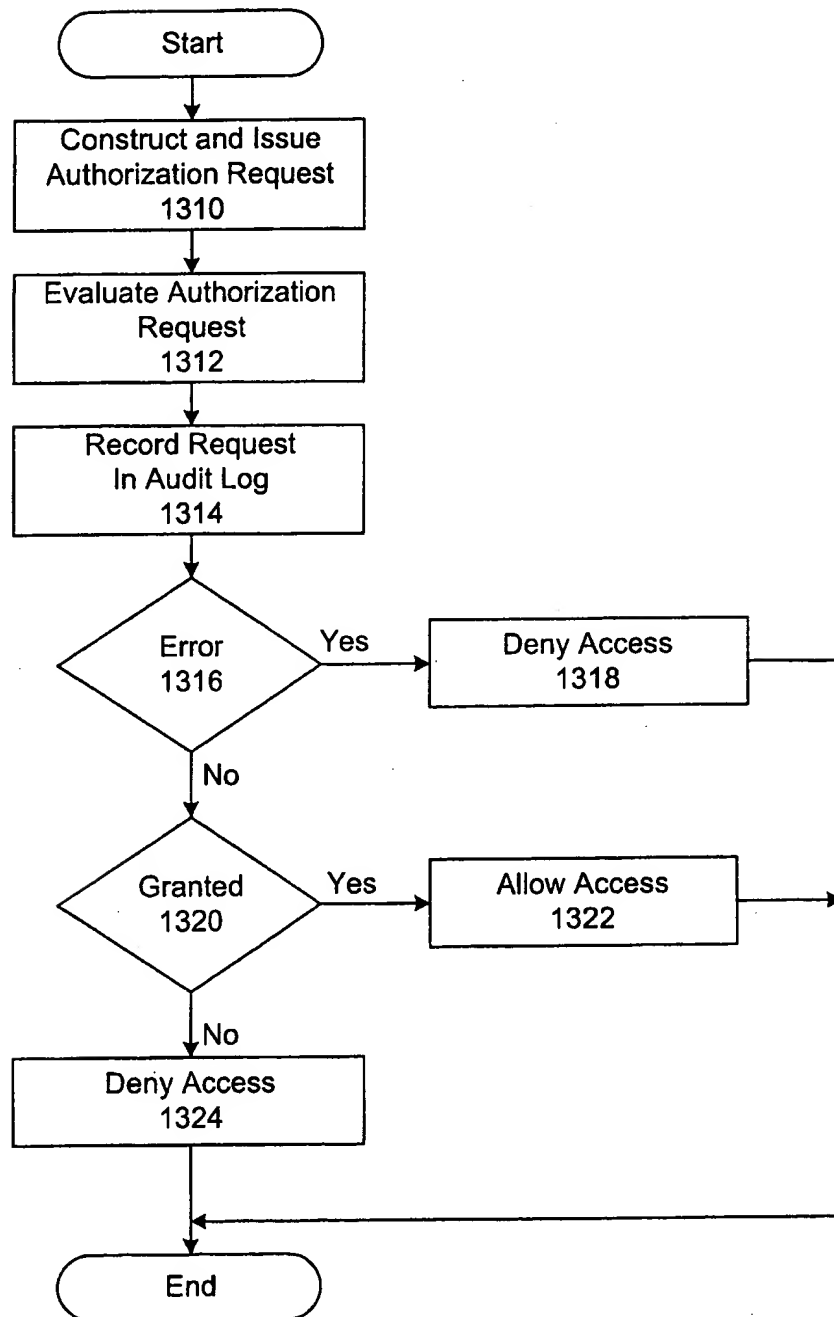 Start
Construct and Issue
Authorization Request
1310
Evaluate Authorization
Request
1312
Record Request
In Audit Log
1314
Error
1316
Yes
Deny Access
1318
No
Granted
1320
Yes
Allow Access
1322
No
Deny Access
1324
End